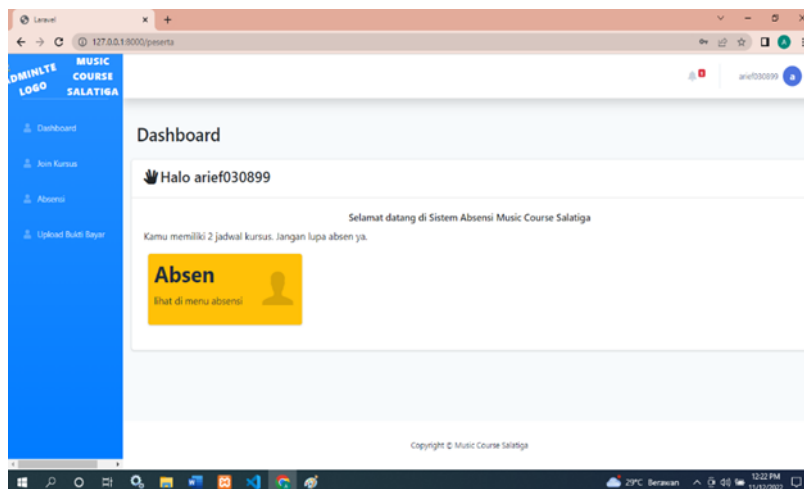 Laravel
127.0.0.1:8000/peserta
ADMINLTE
LOGO
MUSIC
COURSE
SALATIGA
arief030899
a
Dashboard
Join Kursus
Absensi
Upload Bukti Bayar
Dashboard
Halo arief030899
Selamat datang di Sistem Absensi Music Course Salatiga
Kamu memiliki 2 jadwal kursus. Jangan lupa absen ya.
Absen
lihat di menu absensi
Copyright © Music Course Salatiga
29°C Berawan
12:22 PM